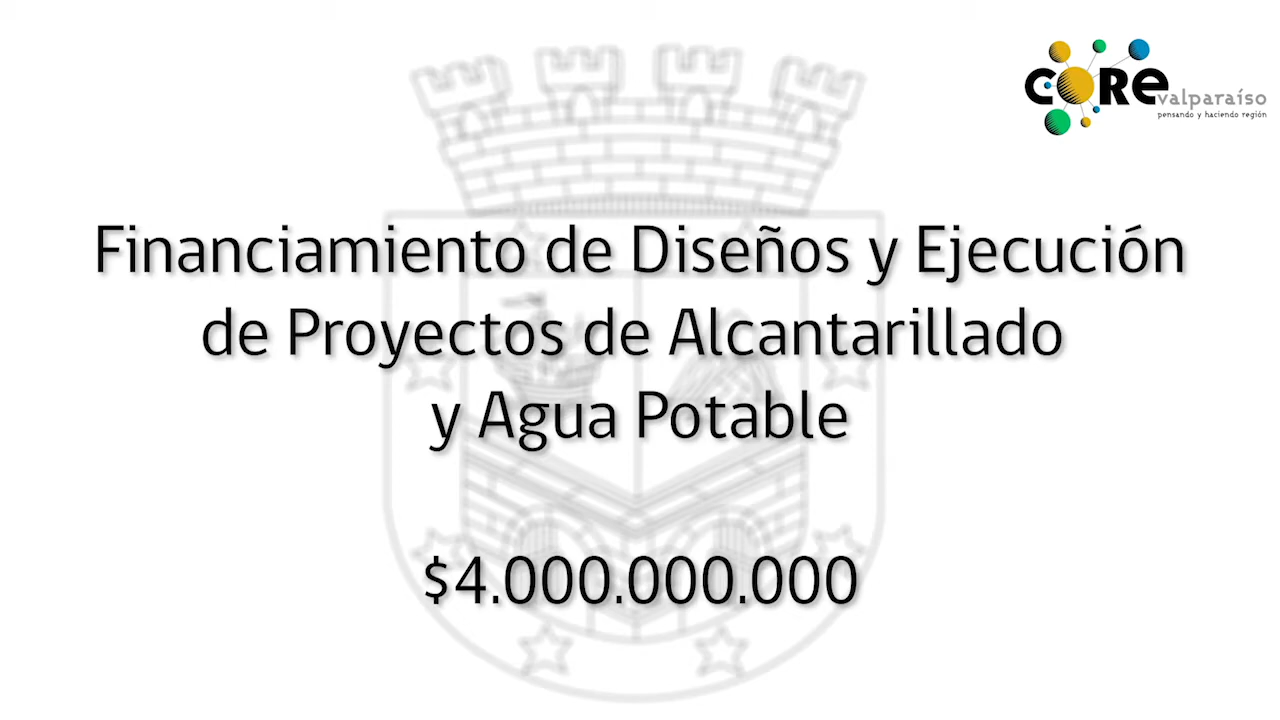 CORE
valparaíso
pensando y haciendo región
Financiamiento de Diseños y Ejecución
de Proyectos de Alcantarillado
y Agua Potable
$4.000.000.000